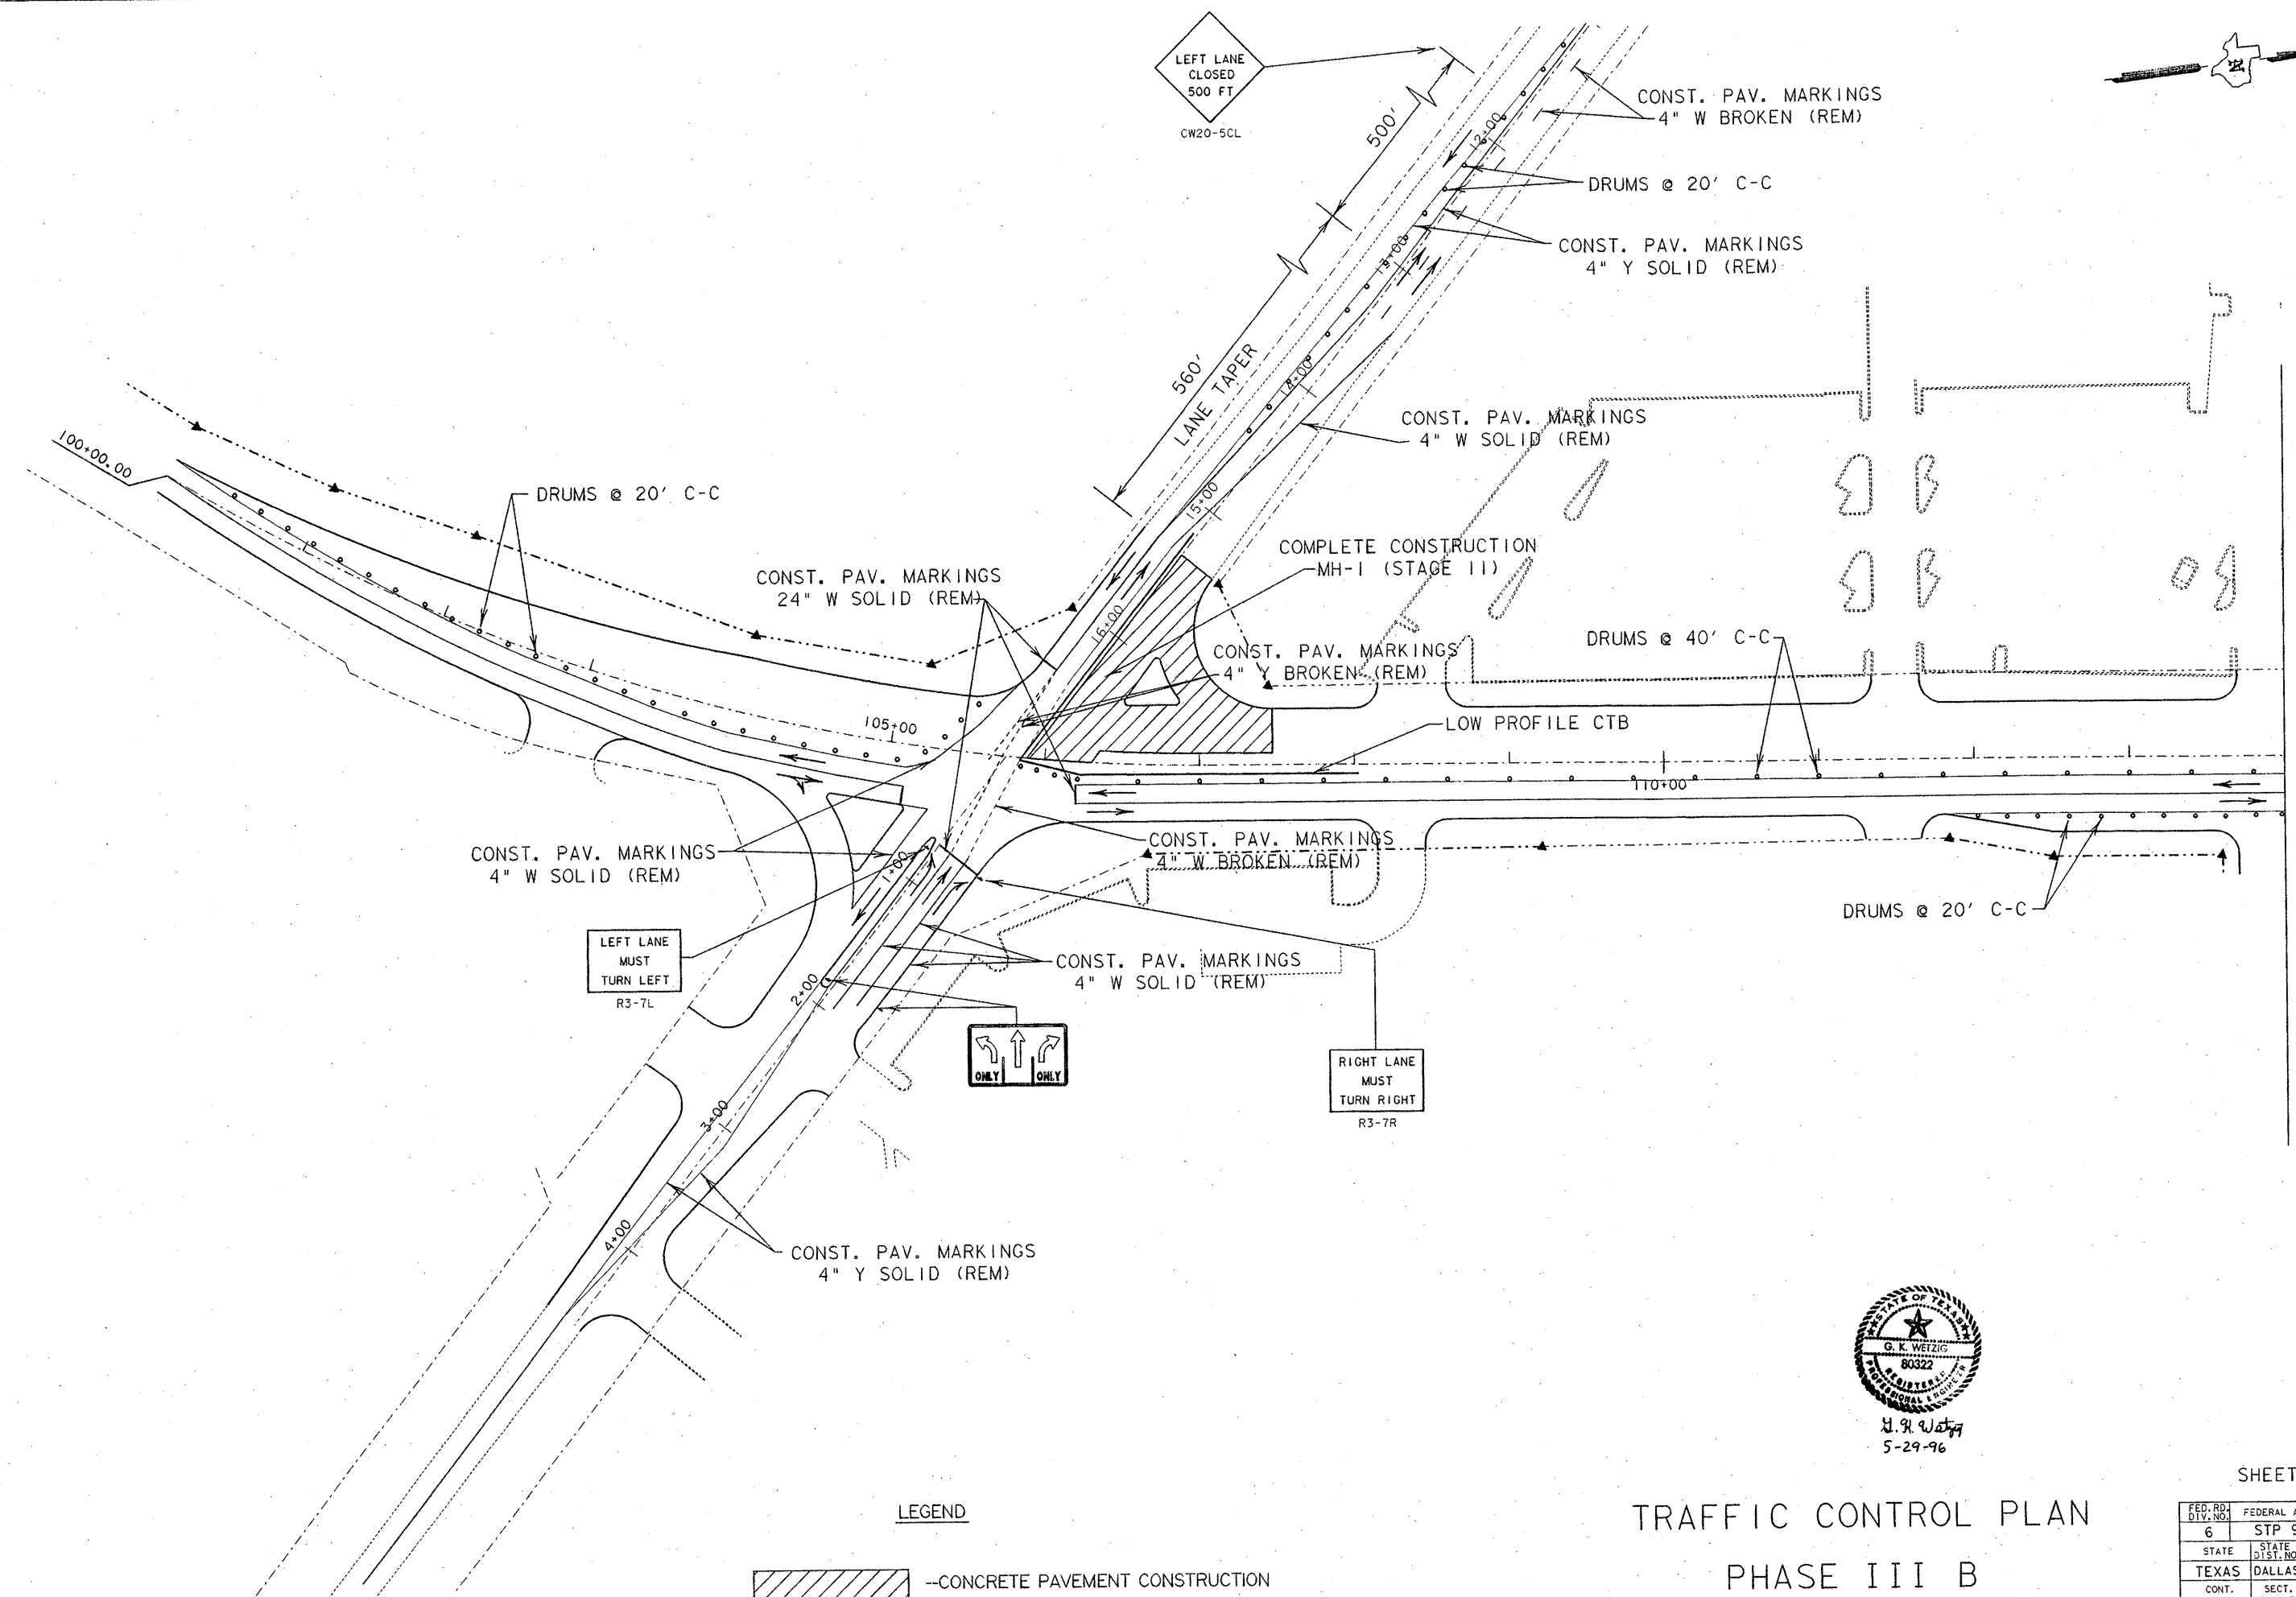 LEFT LANE
CLOSED
500 FT
CW20-5CL
500'
CONST. PAV. MARKINGS
4" W BROKEN (REM)
12+00
DRUMS @ 20' C-C
CONST. PAV. MARKINGS
4" Y SOLID (REM)
13+00
560'
LANE TAPER
14+00
CONST. PAV. MARKINGS
4" W SOLID (REM)
100+00.00
DRUMS @ 20' C-C
15+00
COMPLETE CONSTRUCTION
MH-1 (STAGE II)
CONST. PAV. MARKINGS
24" W SOLID (REM)
16+00
CONST. PAV. MARKINGS
4" Y BROKEN (REM)
DRUMS @ 40' C-C
105+00
LOW PROFILE CTB
110+00
CONST. PAV. MARKINGS
4" W SOLID (REM)
CONST. PAV. MARKINGS
4" W BROKEN (REM)
1+00
DRUMS @ 20' C-C
LEFT LANE
MUST
TURN LEFT
R3-7L
CONST. PAV. MARKINGS
4" W SOLID (REM)
2+00
ONLY
ONLY
RIGHT LANE
MUST
TURN RIGHT
R3-7R
3+00
4+00
CONST. PAV. MARKINGS
4" Y SOLID (REM)
STATE OF TEXAS
G. K. WETZIG
80322
REGISTERED
PROFESSIONAL ENGINEER
G. K. Wetzig
5-29-96
LEGEND
--CONCRETE PAVEMENT CONSTRUCTION
TRAFFIC CONTROL PLAN
PHASE III B
SHEET
FED. RD. DIV. NO.
FEDERAL
6
STP
STATE
STATE DIST. NO.
TEXAS
DALLAS
CONT.
SECT.